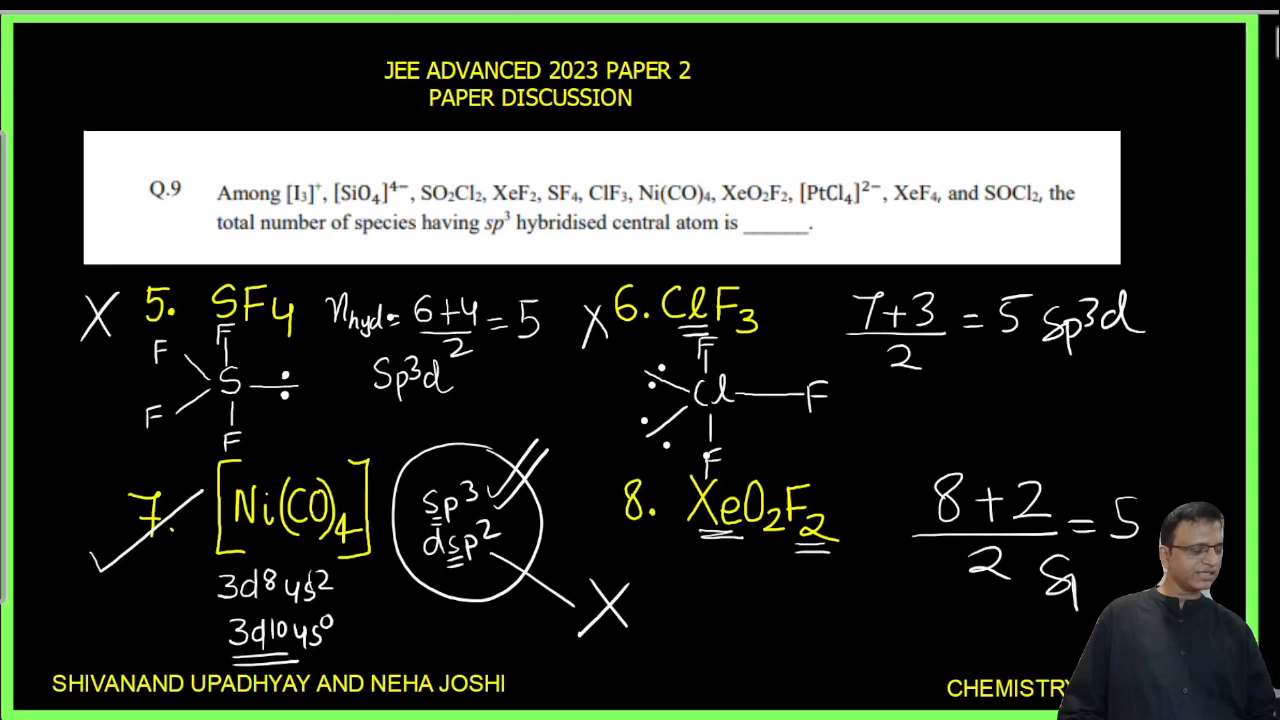 JEE ADVANCED 2023 PAPER 2
PAPER DISCUSSION
Q.9 Among [I₃]⁺, [SiO₄]⁴⁻, SO₂Cl₂, XeF₂, SF₄, ClF₃, Ni(CO)₄, XeO₂F₂, [PtCl₄]²⁻, XeF₄, and SOCl₂, the
total number of species having sp³ hybridised central atom is ______.
X 5. SF4 nhyd = 6+4/2 = 5
Sp³d
F
F
S
F
F
X 6. ClF3 7+3/2 = 5 Sp³d
F
Cl F
F
7. [Ni(CO)4] sp³
dsp²
X
3d8 4s2
3d10 4s0
8. XeO2F2 8+2/2 = 5
SHIVANAND UPADHYAY AND NEHA JOSHI
CHEMISTRY